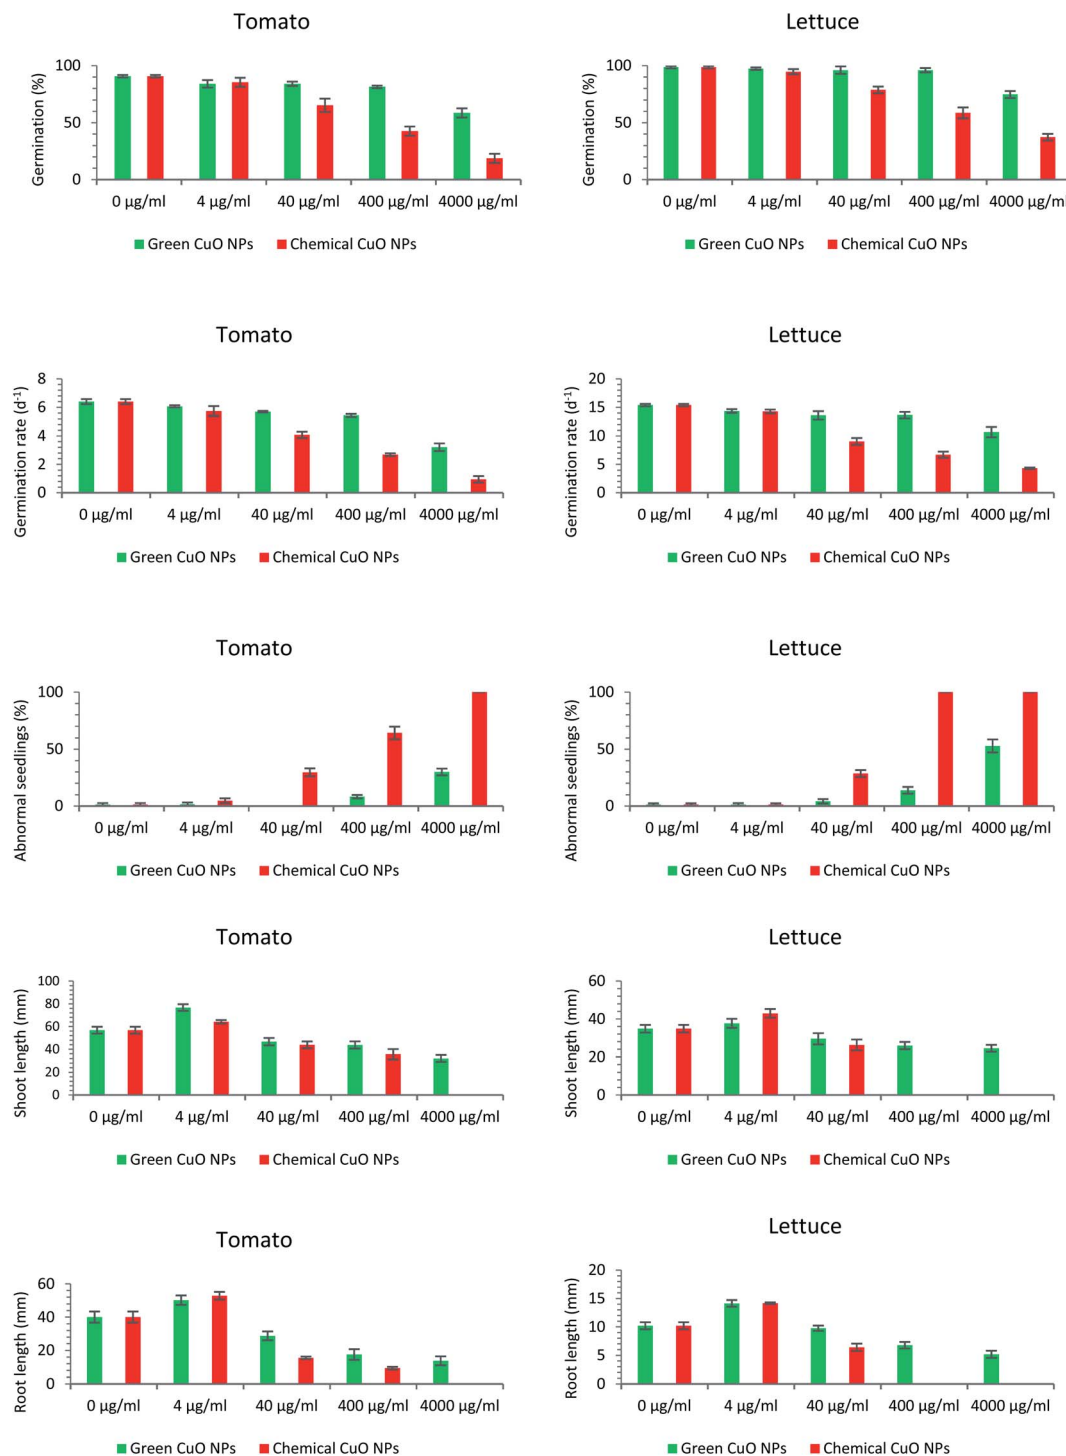 Tomato
Germination (%)
100
50
0
0 µg/ml 4 µg/ml 40 µg/ml 400 µg/ml 4000 µg/ml
Green CuO NPs Chemical CuO NPs
Lettuce
Germination (%)
100
50
0
0 µg/ml 4 µg/ml 40 µg/ml 400 µg/ml 4000 µg/ml
Green CuO NPs Chemical CuO NPs
Tomato
Germination rate (d⁻¹)
8
6
4
2
0
0 µg/ml 4 µg/ml 40 µg/ml 400 µg/ml 4000 µg/ml
Green CuO NPs Chemical CuO NPs
Lettuce
Germination rate (d⁻¹)
20
15
10
5
0
0 µg/ml 4 µg/ml 40 µg/ml 400 µg/ml 4000 µg/ml
Green CuO NPs Chemical CuO NPs
Tomato
Abnormal seedlings (%)
100
50
0
0 µg/ml 4 µg/ml 40 µg/ml 400 µg/ml 4000 µg/ml
Green CuO NPs Chemical CuO NPs
Lettuce
Abnormal seedlings (%)
100
50
0
0 µg/ml 4 µg/ml 40 µg/ml 400 µg/ml 4000 µg/ml
Green CuO NPs Chemical CuO NPs
Tomato
Shoot length (mm)
100
80
60
40
20
0
0 µg/ml 4 µg/ml 40 µg/ml 400 µg/ml 4000 µg/ml
Green CuO NPs Chemical CuO NPs
Lettuce
Shoot length (mm)
60
40
20
0
0 µg/ml 4 µg/ml 40 µg/ml 400 µg/ml 4000 µg/ml
Green CuO NPs Chemical CuO NPs
Tomato
Root length (mm)
60
40
20
0
0 µg/ml 4 µg/ml 40 µg/ml 400 µg/ml 4000 µg/ml
Green CuO NPs Chemical CuO NPs
Lettuce
Root length (mm)
20
15
10
5
0
0 µg/ml 4 µg/ml 40 µg/ml 400 µg/ml 4000 µg/ml
Green CuO NPs Chemical CuO NPs